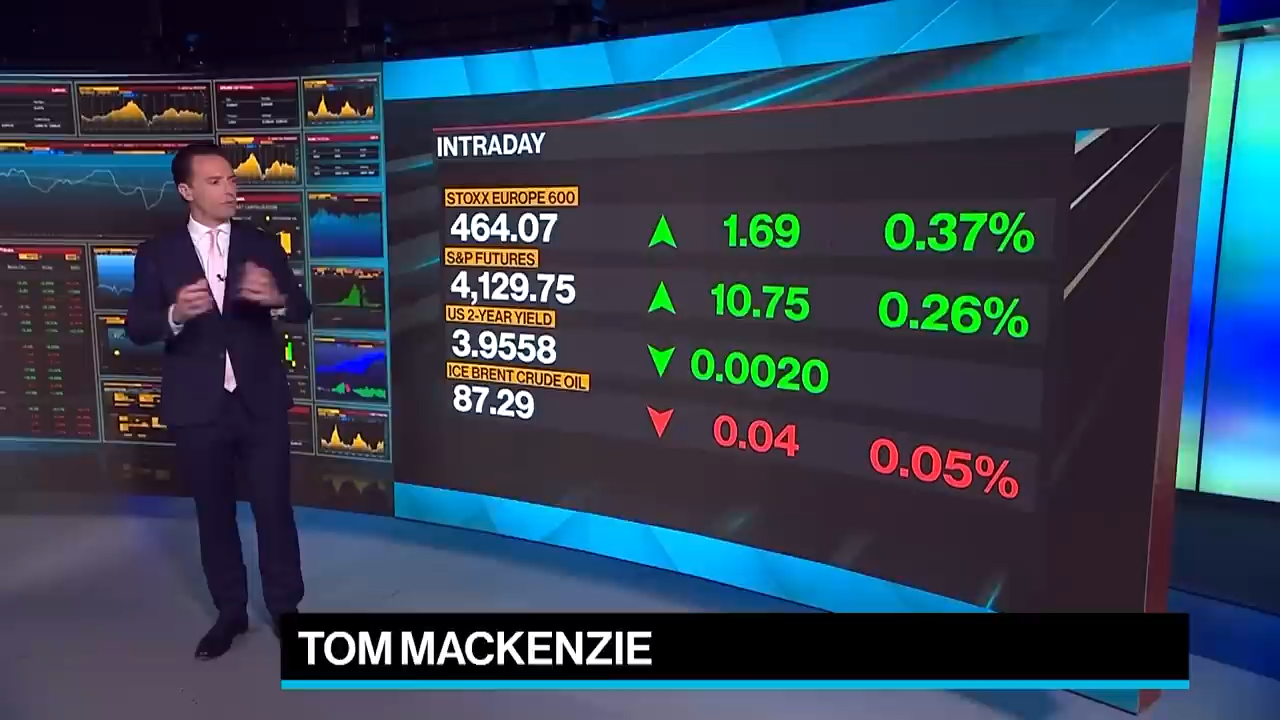 INTRADAY
STOXX EUROPE 600
464.07 1.69 0.37%
S&P FUTURES
4,129.75 10.75 0.26%
US 2-YEAR YIELD
3.9558 0.0020
ICE BRENT CRUDE OIL
87.29 0.04 0.05%
TOM MACKENZIE